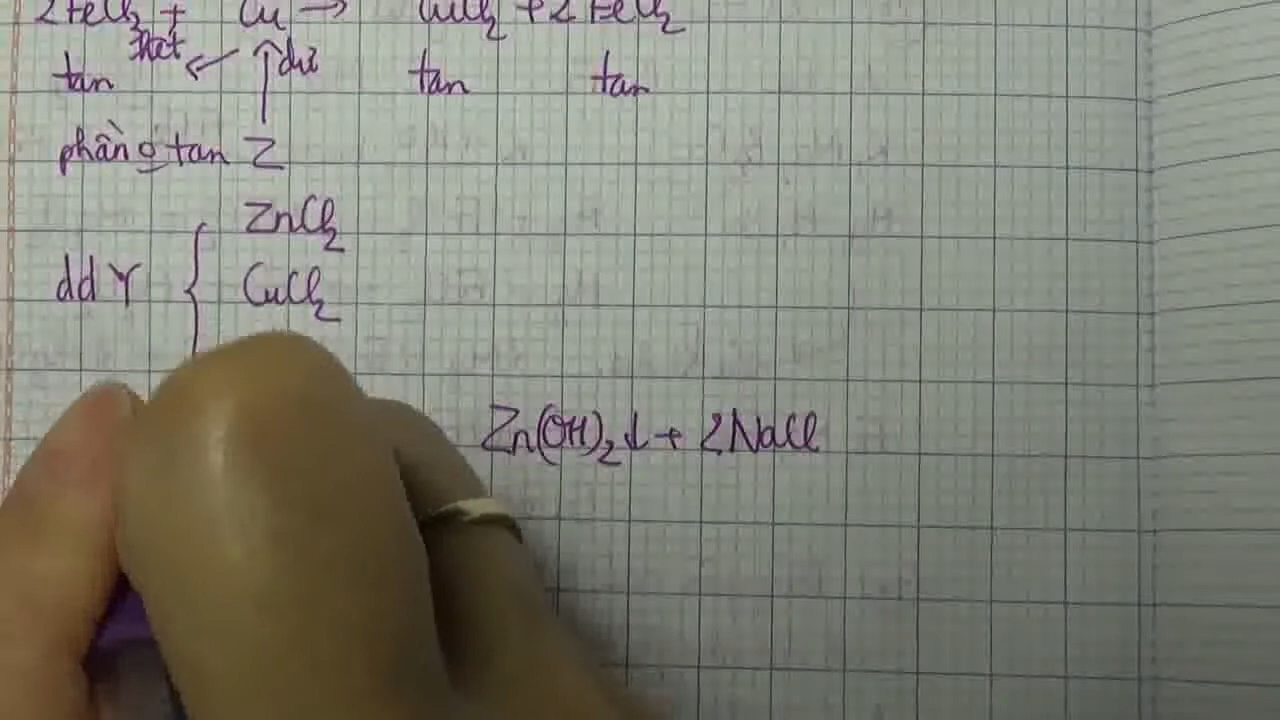 2FeCl₃ + Cu → CuCl₂ + 2FeCl₂
tan hết ← ↑ dư tan tan
phần o tan Z
dd Y { ZnCl₂
CuCl₂
Zn(OH)₂↓ + 2NaCl